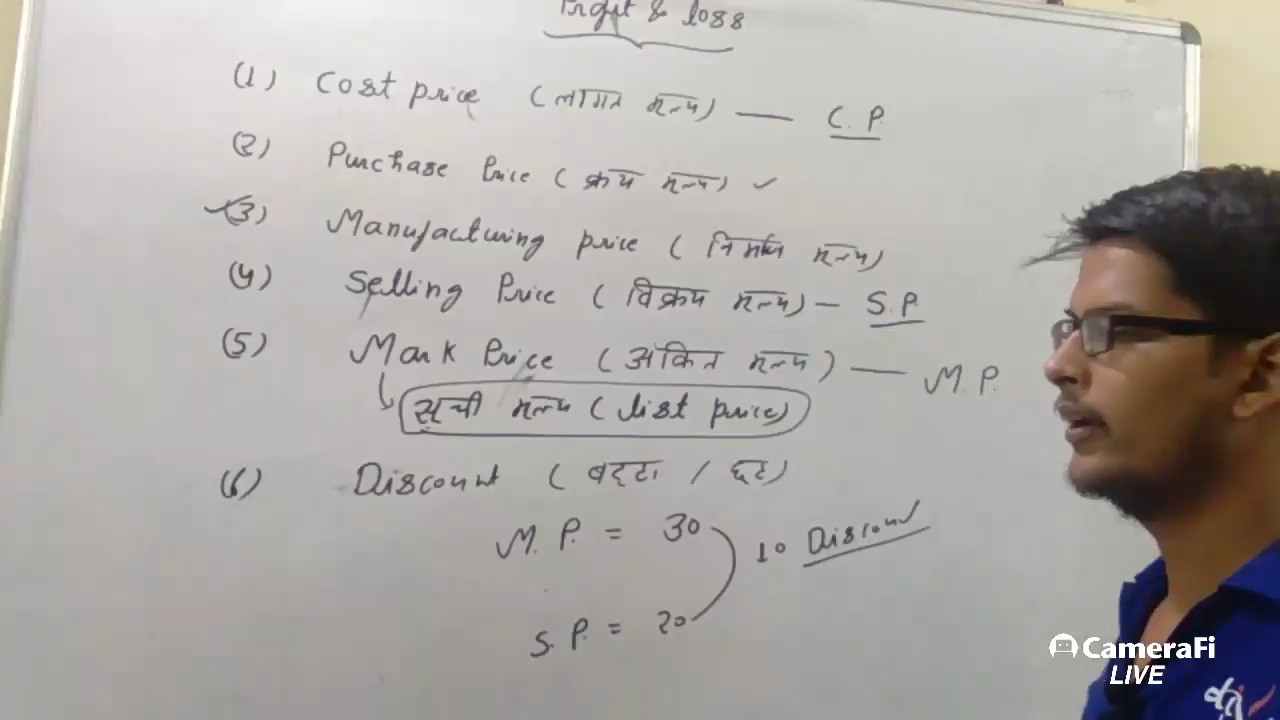 Profit & loss
(1) Cost price (लागत मूल्य) — C.P.
(2) Purchase Price (क्रय मूल्य) ✓
(3) Manufacturing price (निर्माण मूल्य)
(4) Selling Price (विक्रय मूल्य) — S.P.
(5) Mark Price (अंकित मूल्य) — M.P.
सूची मूल्य (list price)
(6) Discount (बट्टा / छूट)
M.P. = 30
10 Discount
S.P. = 20
CameraFi
LIVE